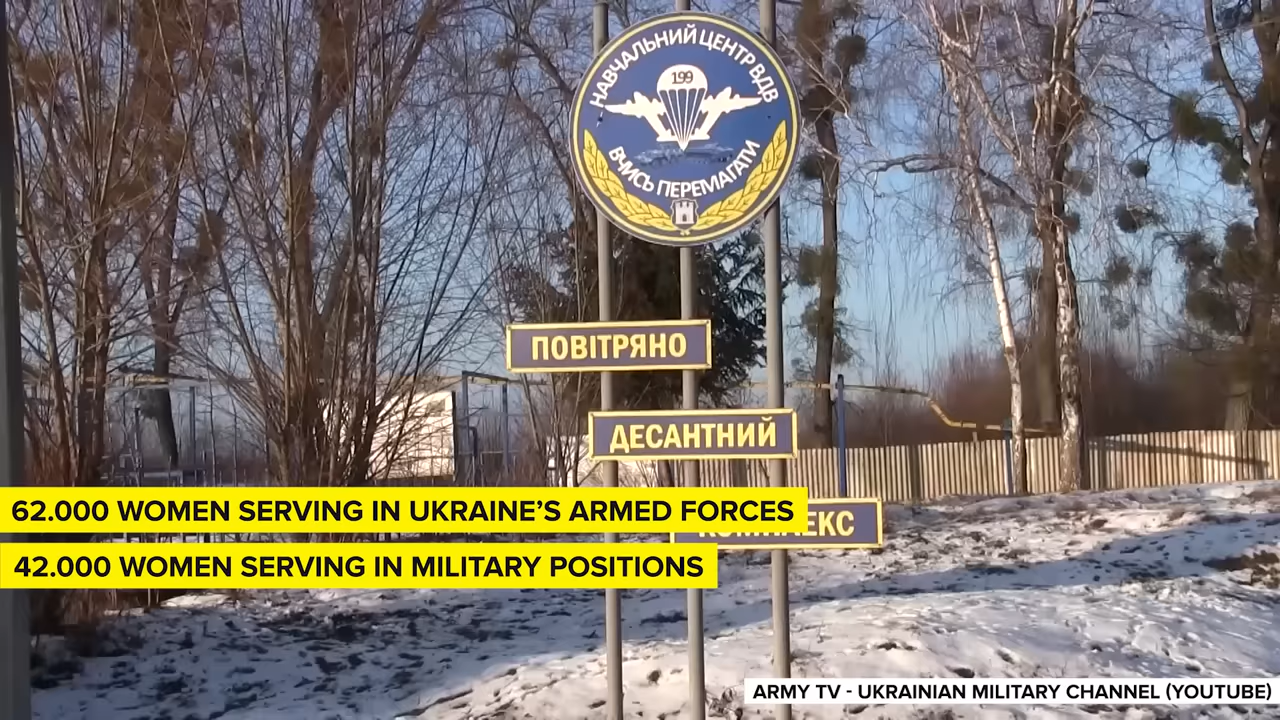 НАВЧАЛЬНИЙ ЦЕНТР ВДВ
199
ВЧИСЬ ПЕРЕМАГАТИ
ПОВІТРЯНО
ДЕСАНТНИЙ
62.000 WOMEN SERVING IN UKRAINE’S ARMED FORCES
42.000 WOMEN SERVING IN MILITARY POSITIONS
ARMY TV - UKRAINIAN MILITARY CHANNEL (YOUTUBE)